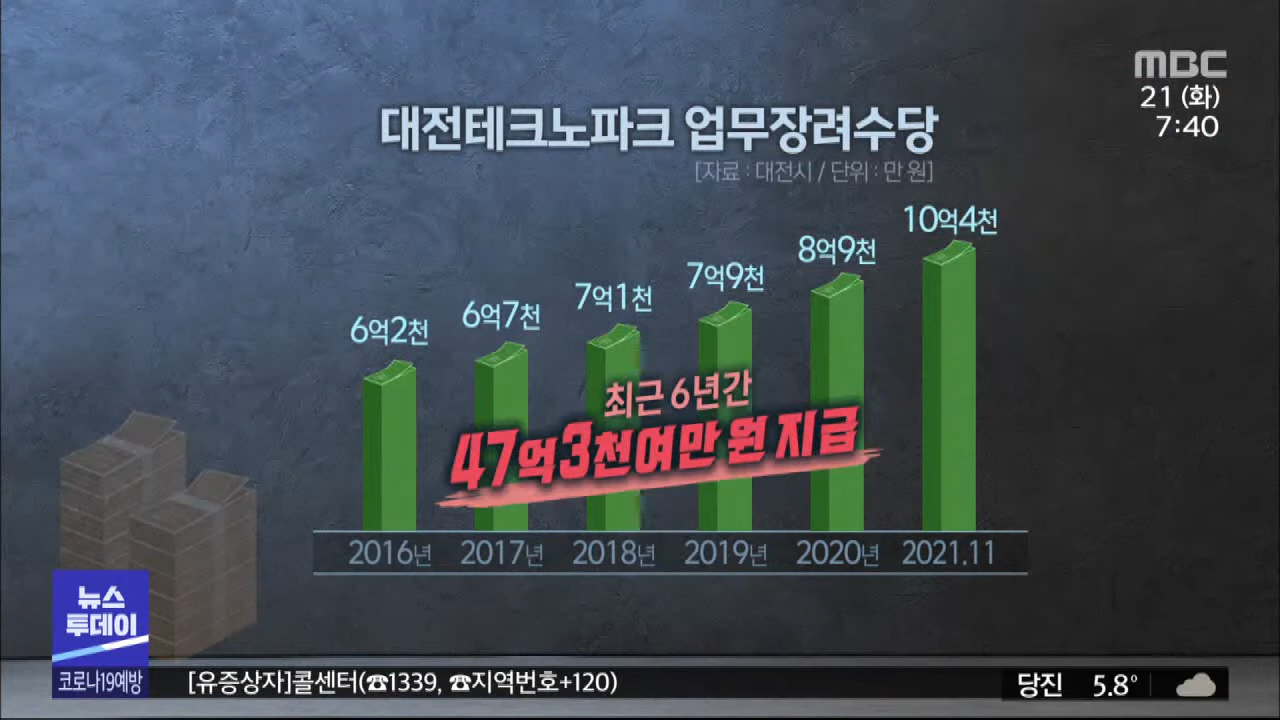 MBC
21 (화)
7:40
대전테크노파크 업무장려수당
[자료 : 대전시 / 단위 : 만 원]
6억2천
6억7천
7억1천
7억9천
8억9천
10억4천
최근 6년간
47억3천여만 원 지급
2016년 2017년 2018년 2019년 2020년 2021.11
뉴스
투데이
코로나19예방 [유증상자]콜센터(☎1339, ☎지역번호+120) 당진 5.8°